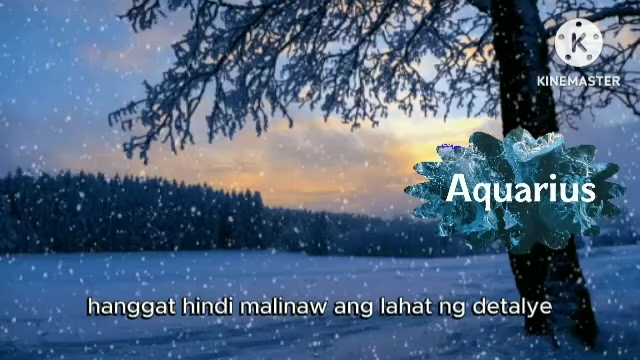 K
KINEMASTER
Aquarius
hanggat hindi malinaw ang lahat ng detalye